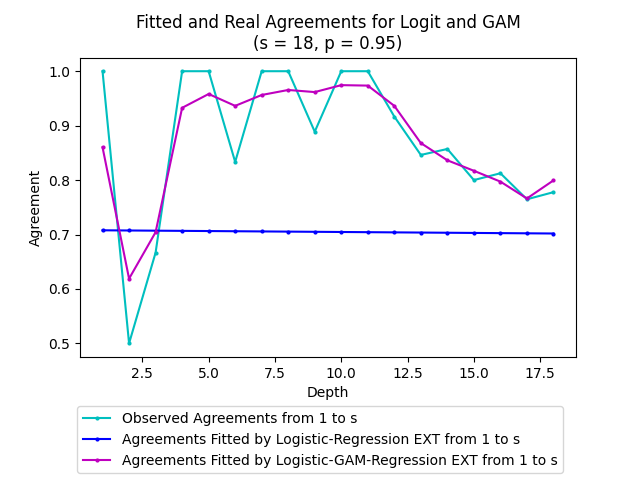 Fitted and Real Agreements for Logit and GAM
(s = 18, p = 0.95)
1.0
0.9
0.8
0.7
0.6
0.5
Agreement
2.5 5.0 7.5 10.0 12.5 15.0 17.5
Depth
Observed Agreements from 1 to s
Agreements Fitted by Logistic-Regression EXT from 1 to s
Agreements Fitted by Logistic-GAM-Regression EXT from 1 to s